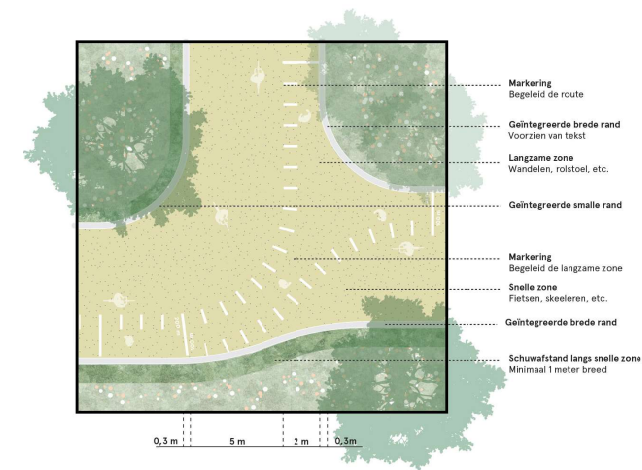 Markering
Begeleid de route
Geïntegreerde brede rand
Voorzien van tekst
Langzame zone
Wandelen, rolstoel, etc.
Geïntegreerde smalle rand
Markering
Begeleid de langzame zone
Snelle zone
Fietsen, skeeleren, etc.
Geïntegreerde brede rand
Schuwafstand langs snelle zone
Minimaal 1 meter breed
0,3 m 5 m m 0,3m